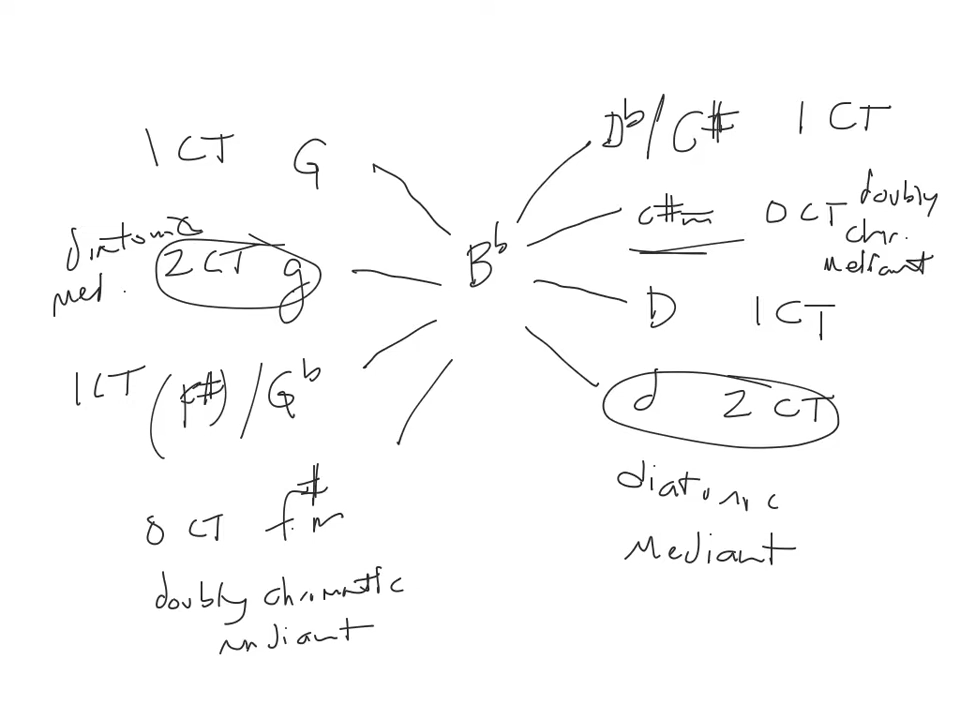 1 CT G
diatonic
med. 2 CT g
1 CT (F#)/G♭
0 CT f#m
doubly chromatic
mediant
B♭
D♭/C# 1 CT
c#m 0 CT doubly
chr.
mediant
D 1 CT
d 2 CT
diatonic
mediant